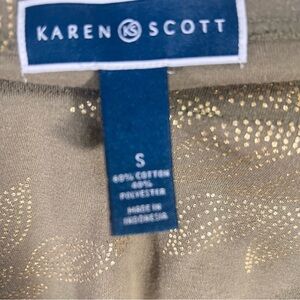 KAREN KS SCOTT
S
60% COTTON
40%
POLYESTER
MADE IN
INDONESIA